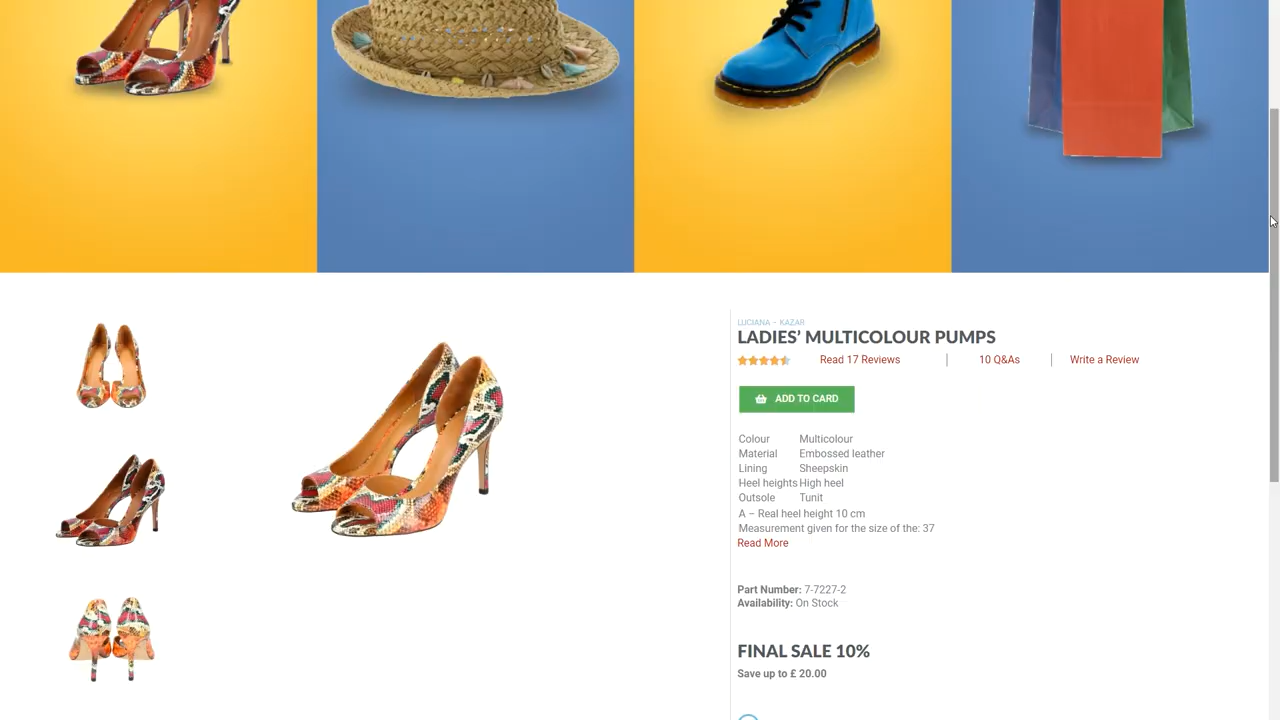 LUCIANA – KAZAR
LADIES’ MULTICOLOUR PUMPS
Read 17 Reviews | 10 Q&As | Write a Review
ADD TO CARD
Colour Multicolour
Material Embossed leather
Lining Sheepskin
Heel heights High heel
Outsole Tunit
A – Real heel height 10 cm
Measurement given for the size of the: 37
Read More
Part Number: 7-7227-2
Availability: On Stock
FINAL SALE 10%
Save up to £ 20.00